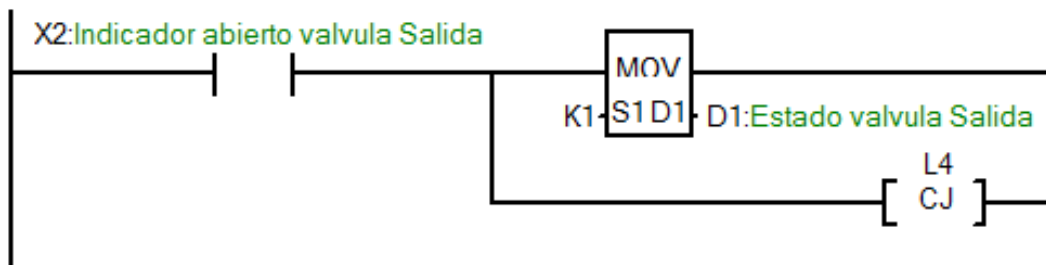 X2:Indicador abierto valvula Salida
MOV
K1 S1 D1 D1:Estado valvula Salida
L4
CJ